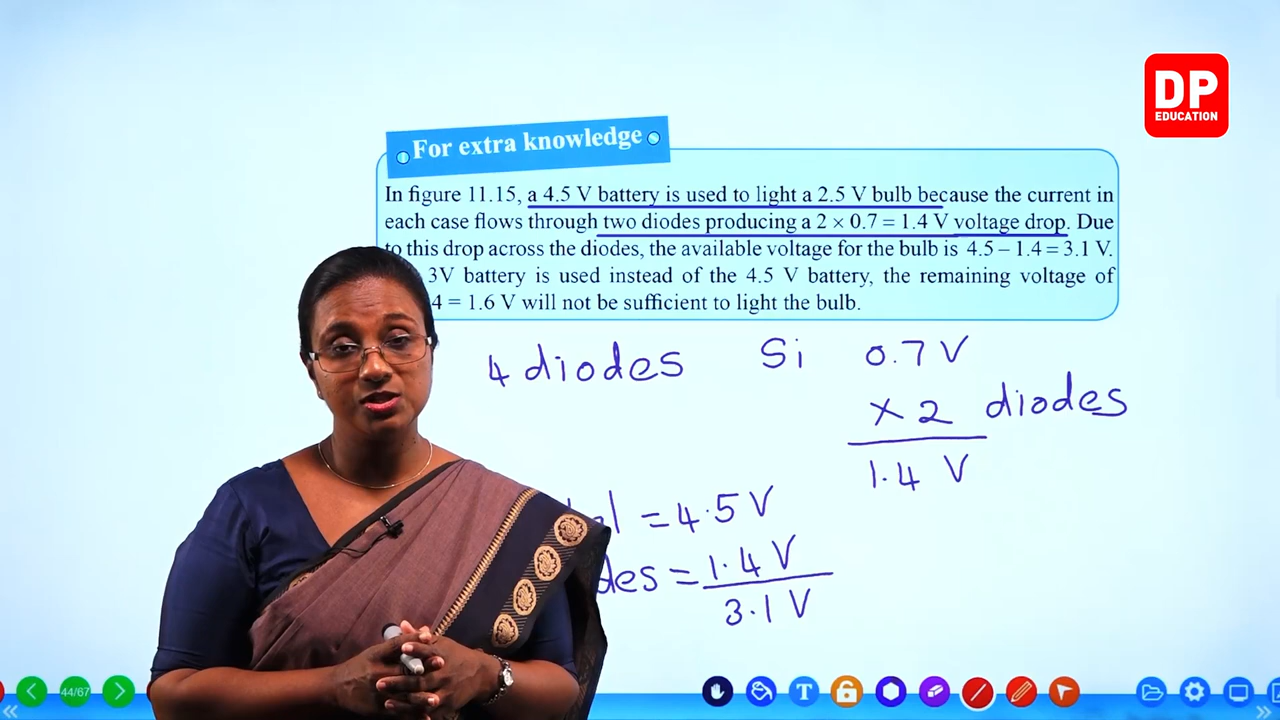 DP
EDUCATION
For extra knowledge
In figure 11.15, a 4.5 V battery is used to light a 2.5 V bulb because the current in
each case flows through two diodes producing a 2 × 0.7 = 1.4 V voltage drop. Due
to this drop across the diodes, the available voltage for the bulb is 4.5 – 1.4 = 3.1 V.
3V battery is used instead of the 4.5 V battery, the remaining voltage of
4 = 1.6 V will not be sufficient to light the bulb.
4 diodes Si 0.7 V
× 2 diodes
1.4 V
= 4.5 V
= 1.4 V
3.1 V
44/67
T